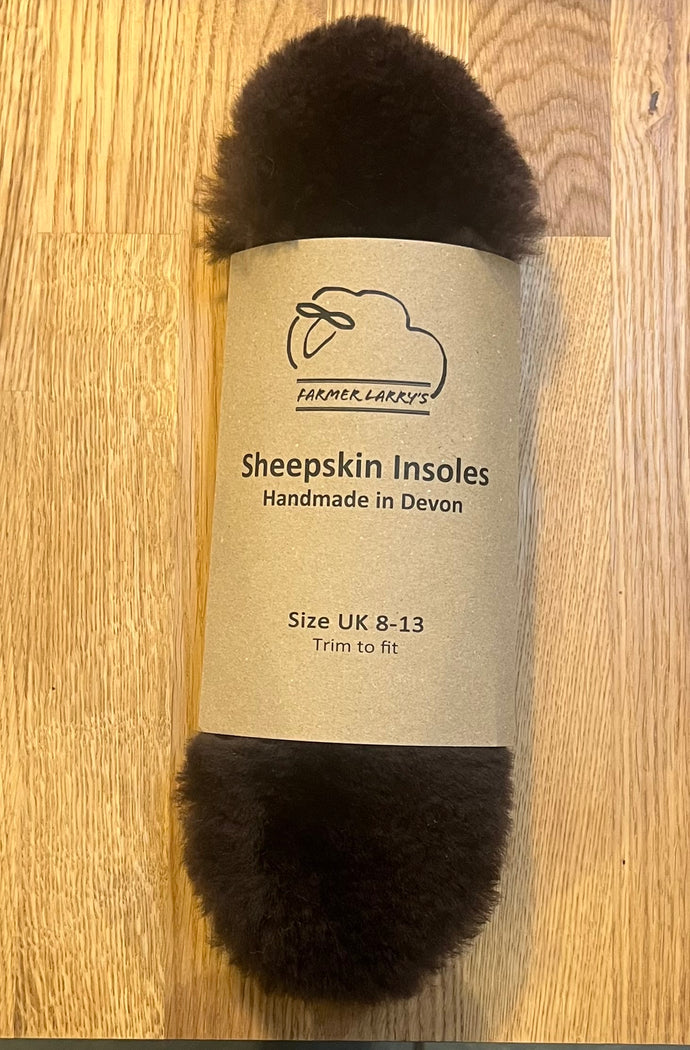 FARMER LARRY'S
Sheepskin Insoles
Handmade in Devon
Size UK 8-13
Trim to fit